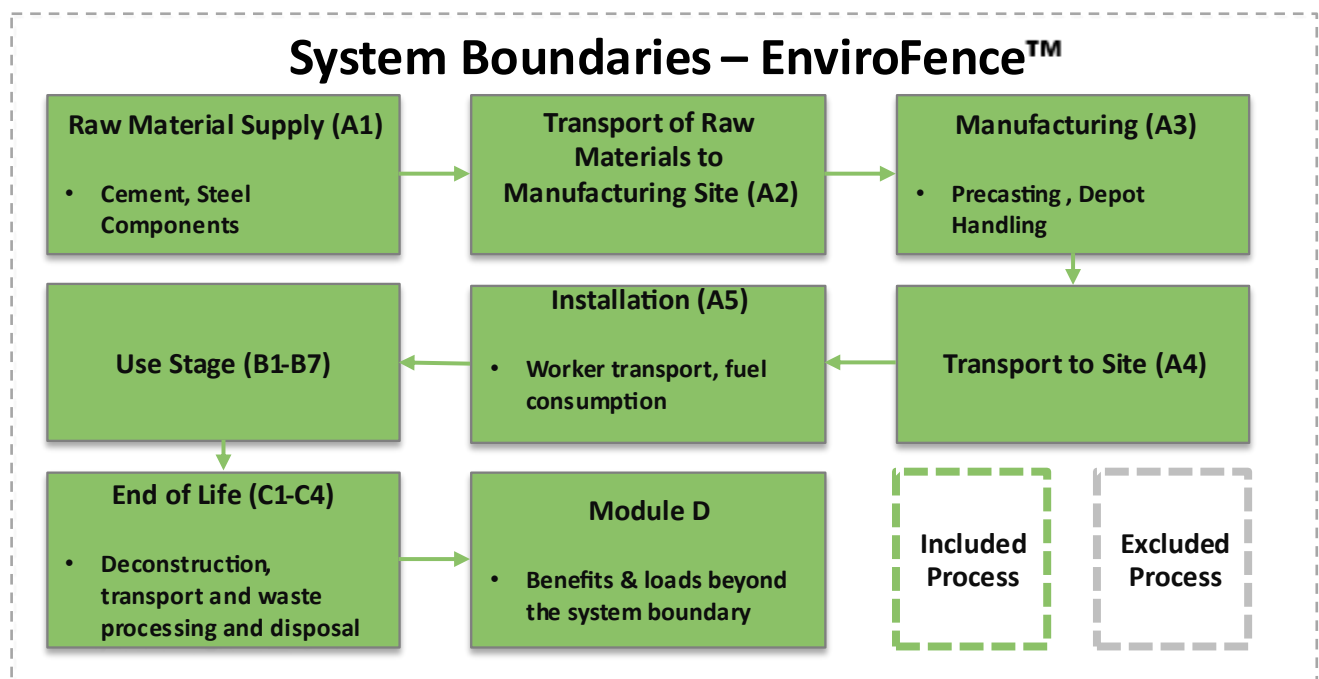 System Boundaries – EnviroFence™
Raw Material Supply (A1)
• Cement, Steel
Components
Transport of Raw
Materials to
Manufacturing Site (A2)
Manufacturing (A3)
• Precasting , Depot
Handling
Use Stage (B1-B7)
Installation (A5)
• Worker transport, fuel
consumption
Transport to Site (A4)
End of Life (C1-C4)
• Deconstruction,
transport and waste
processing and disposal
Module D
• Benefits & loads beyond
the system boundary
Included
Process
Excluded
Process